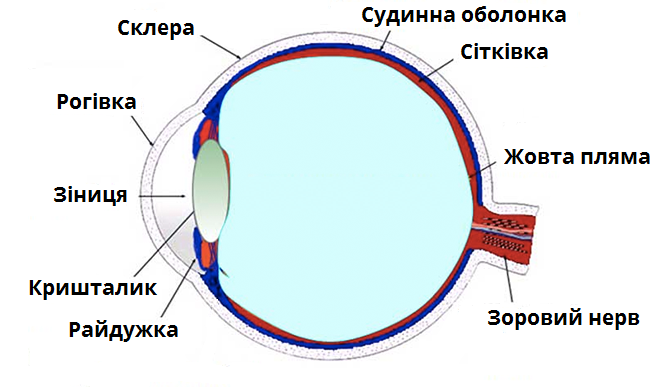 Судинна оболонка
Склера
Сітківка
Рогівка
Жовта пляма
Зіниця
Кришталик
Зоровий нерв
Райдужка